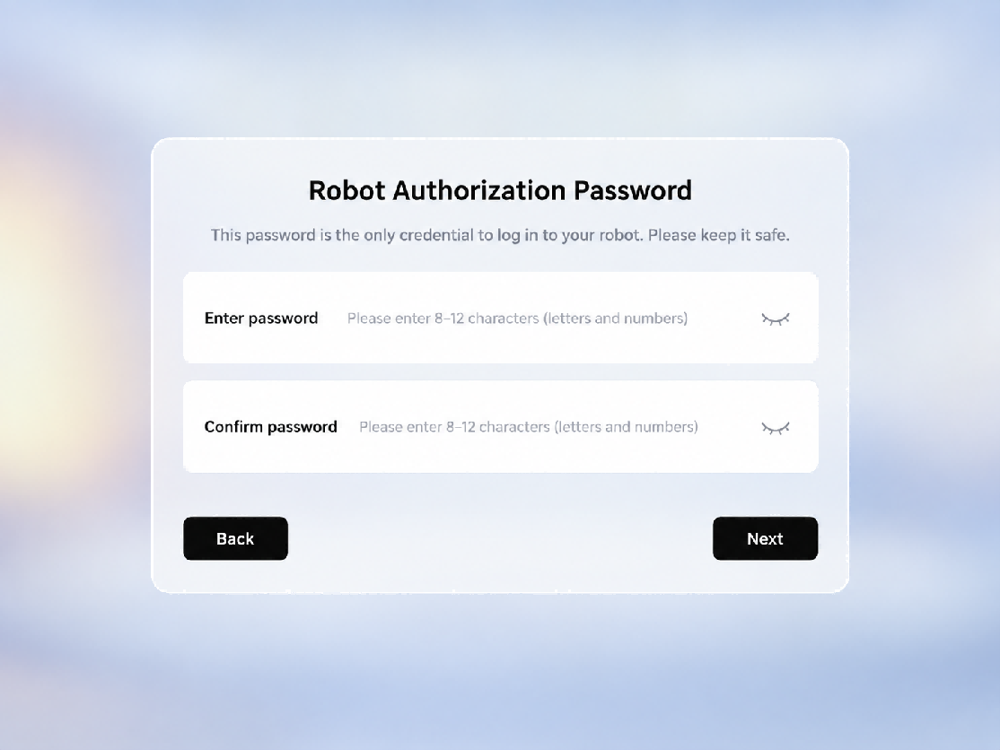 Robot Authorization Password
This password is the only credential to log in to your robot. Please keep it safe.
Enter password Please enter 8–12 characters (letters and numbers)
Confirm password Please enter 8–12 characters (letters and numbers)
Back Next